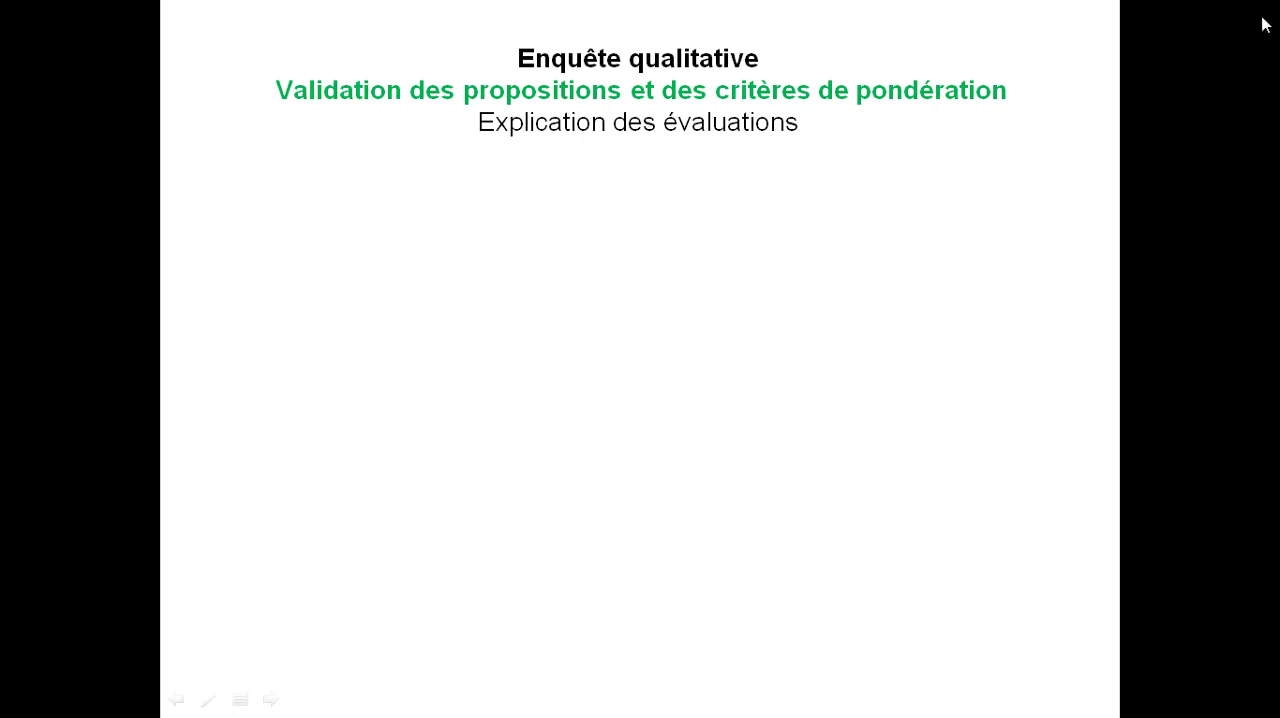 Enquête qualitative
Validation des propositions et des critères de pondération
Explication des évaluations